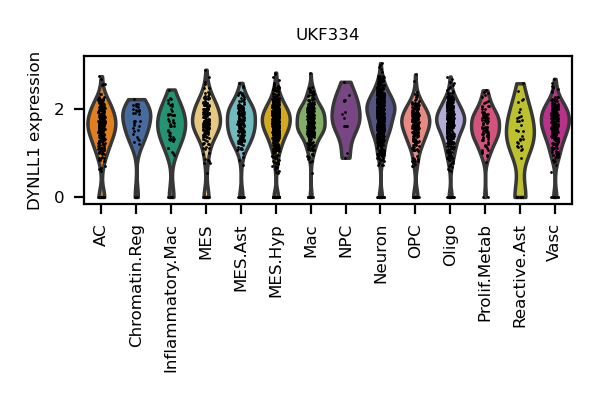 UKF334
DYNLL1 expression
2
0
AC
Chromatin.Reg
Inflammatory.Mac
MES
MES.Ast
MES.Hyp
Mac
NPC
Neuron
OPC
Oligo
Prolif.Metab
Reactive.Ast
Vasc